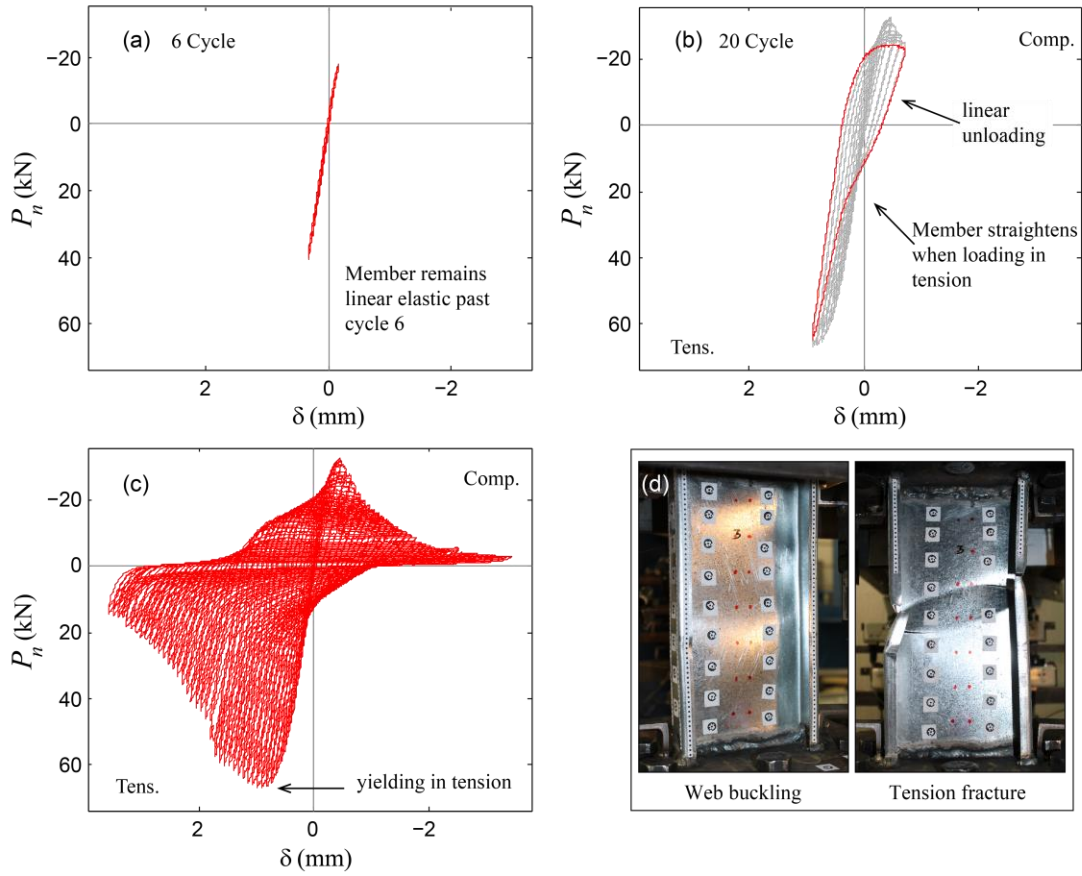 (a) 6 Cycle
−20
0
20
40
60
Pn (kN)
Member remains
linear elastic past
cycle 6
2 0 −2
δ (mm)
(b) 20 Cycle
Comp.
−20
0
20
40
60
Pn (kN)
linear
unloading
Member straightens
when loading in
tension
Tens.
2 0 −2
δ (mm)
(c)
Comp.
−20
0
20
40
60
Pn (kN)
Tens.
yielding in tension
2 0 −2
δ (mm)
(d)
3
3
Web buckling
Tension fracture